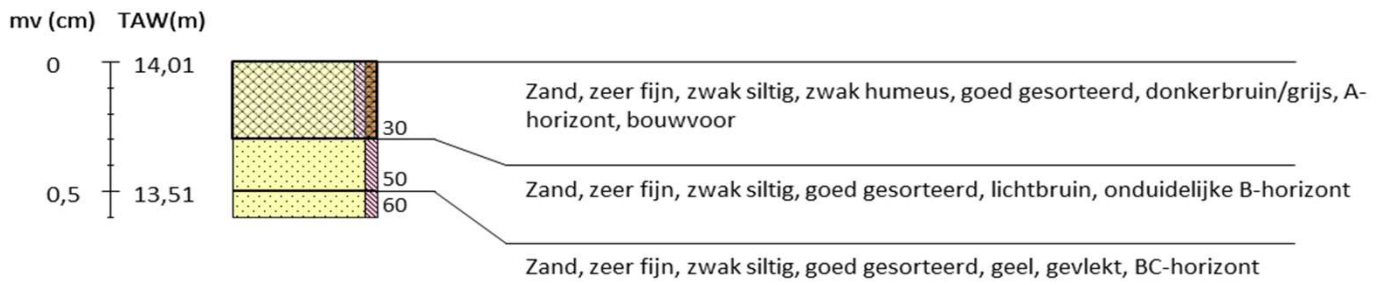 mv (cm) TAW(m)
0 14,01
Zand, zeer fijn, zwak siltig, zwak humeus, goed gesorteerd, donkerbruin/grijs, A-
horizont, bouwvoor
30
50
0,5 13,51
Zand, zeer fijn, zwak siltig, goed gesorteerd, lichtbruin, onduidelijke B-horizont
60
Zand, zeer fijn, zwak siltig, goed gesorteerd, geel, gevlekt, BC-horizont